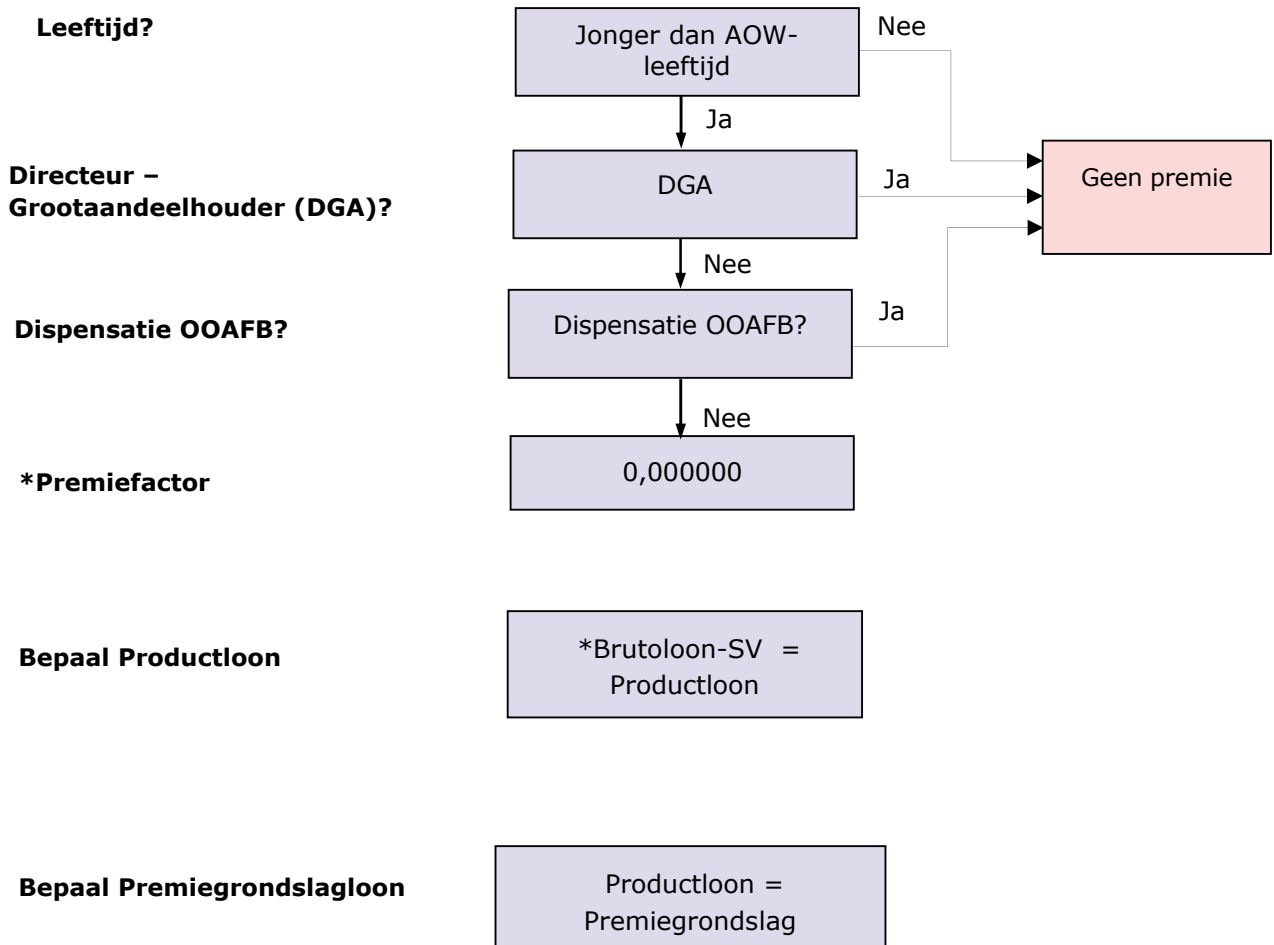 Leeftijd?
Jonger dan AOW-
leeftijd
Nee
Ja
Directeur –
Grootaandeelhouder (DGA)?
DGA
Ja
Geen premie
Nee
Dispensatie OOAFB?
Dispensatie OOAFB?
Ja
Nee
*Premiefactor
0,000000
Bepaal Productloon
*Brutoloon-SV =
Productloon
Bepaal Premiegrondslagloon
Productloon =
Premiegrondslag